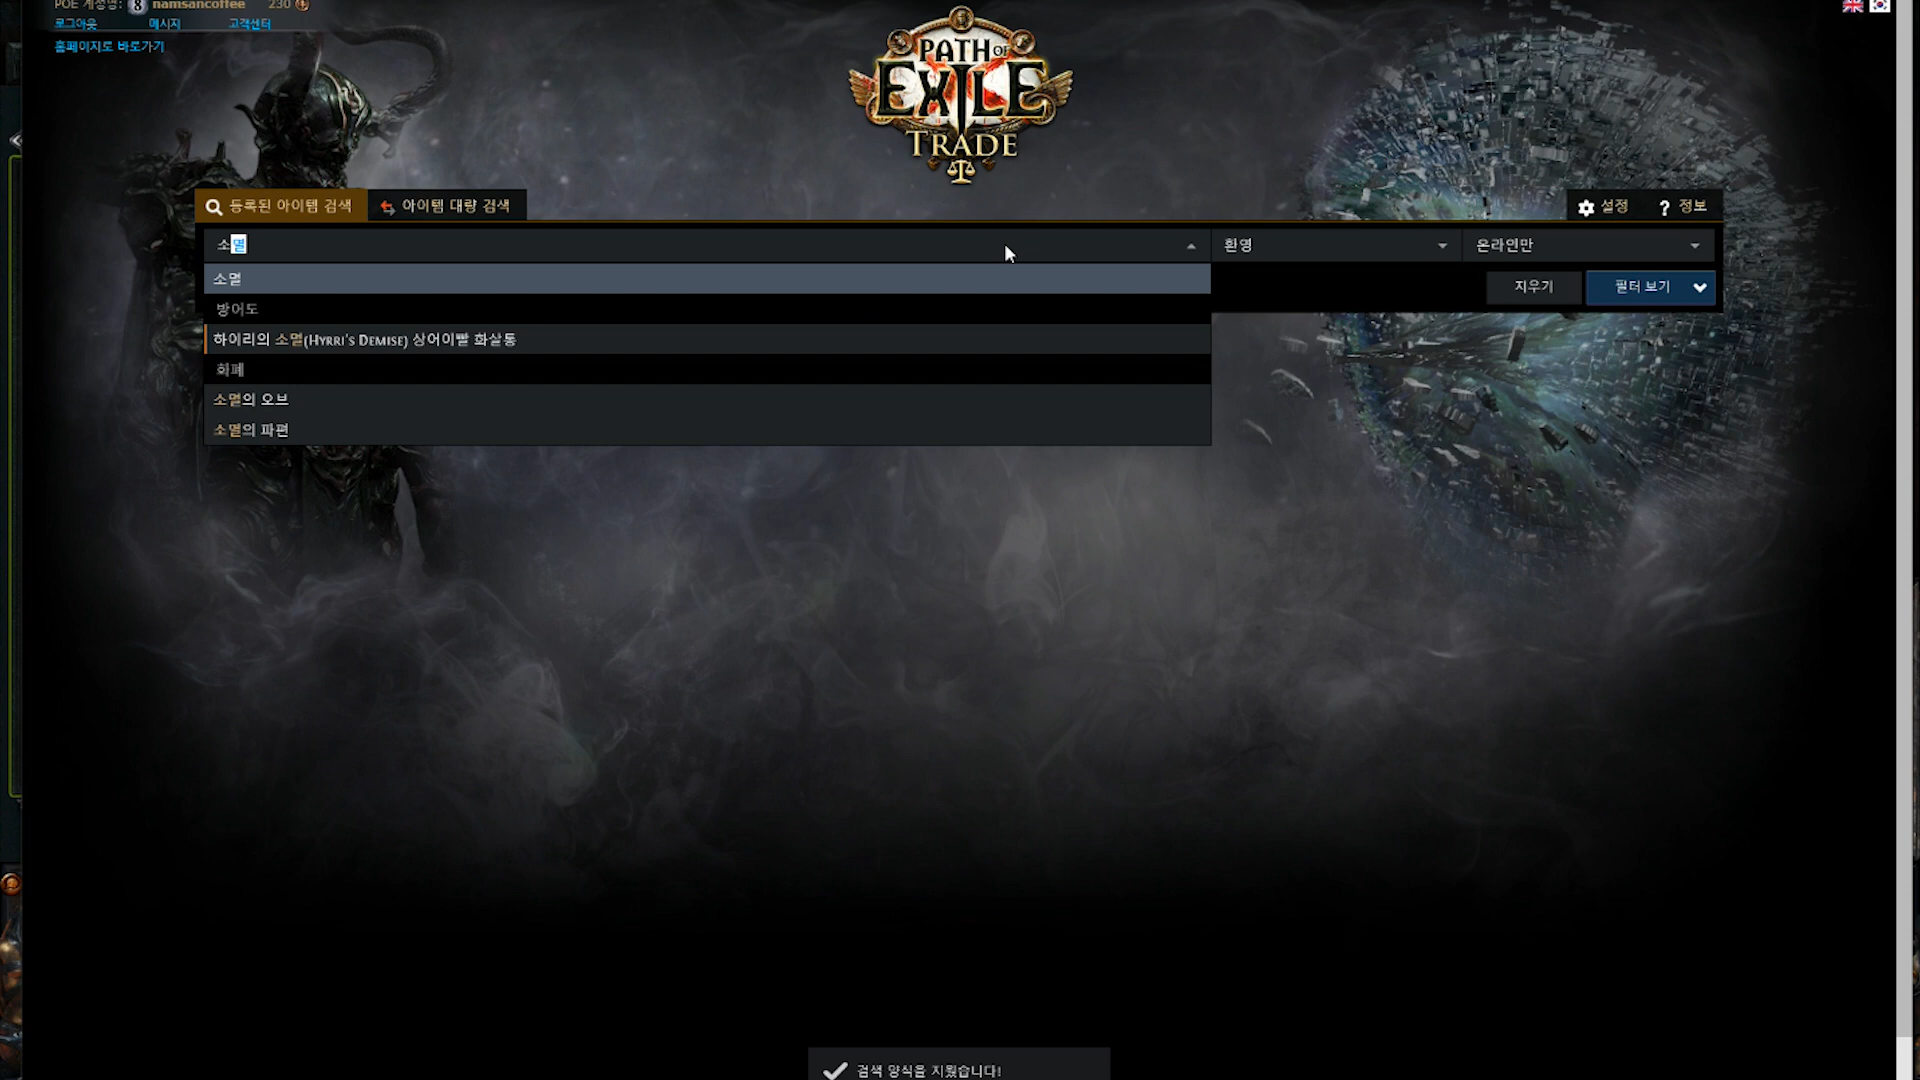 POE 계정명: 8 namsancoffee 230
로그아웃 메시지 고객센터
홈페이지로 바로가기
PATH OF
EXILE
TRADE
등록된 아이템 검색 아이템 대량 검색 설정 ? 정보
소멸 환영 온라인만
소멸 지우기 필터 보기
방어도
하이리의 소멸(HYRRI'S DEMISE) 상어이빨 화살통
화폐
소멸의 오브
소멸의 파편
검색 양식을 지웠습니다!